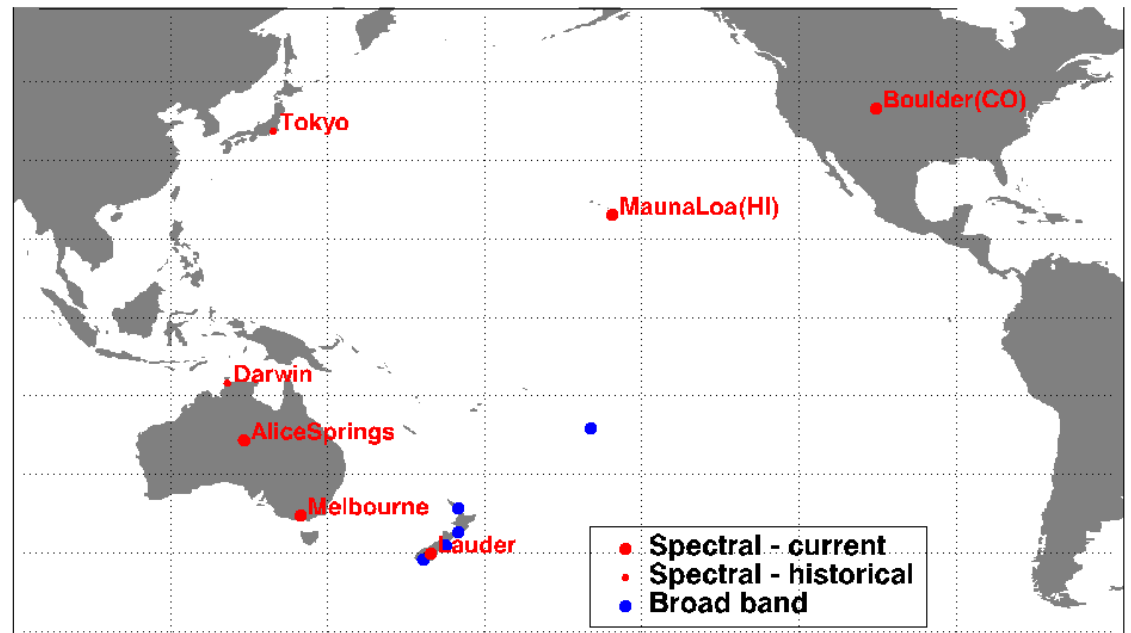 Boulder(CO)
Tokyo
MaunaLoa(HI)
Darwin
AliceSprings
Melbourne
Lauder
Spectral - current
Spectral - historical
Broad band